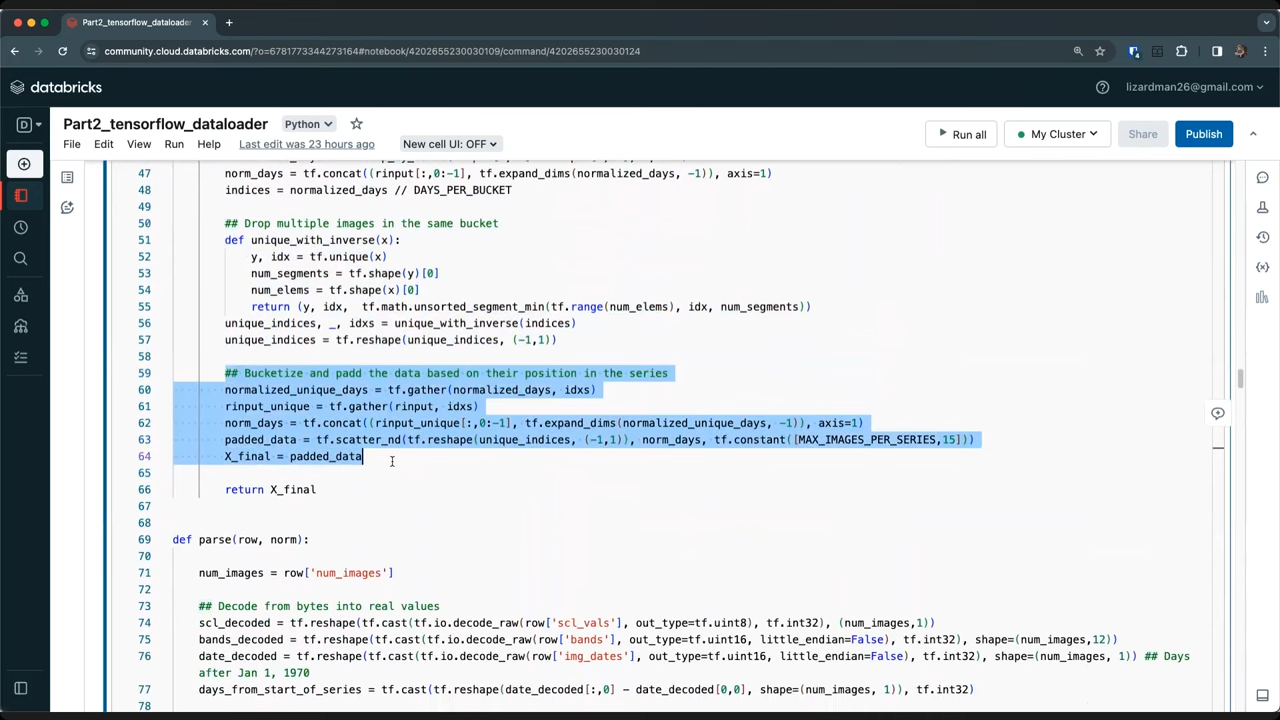 Part2_tensorflow_dataloader
community.cloud.databricks.com/?o=6781773344273164#notebook/4202655230030109/command/4202655230030124
databricks
lizardman26@gmail.com
D
Part2_tensorflow_dataloader Python
Run all My Cluster Share Publish
File Edit View Run Help Last edit was 23 hours ago New cell UI: OFF
47 norm_days = tf.concat((rinput[:,0:-1], tf.expand_dims(normalized_days, -1)), axis=1)
48 indices = normalized_days // DAYS_PER_BUCKET
49
50 ## Drop multiple images in the same bucket
51 def unique_with_inverse(x):
52 y, idx = tf.unique(x)
53 num_segments = tf.shape(y)[0]
54 num_elems = tf.shape(x)[0]
55 return (y, idx, tf.math.unsorted_segment_min(tf.range(num_elems), idx, num_segments))
56 unique_indices, _, idxs = unique_with_inverse(indices)
57 unique_indices = tf.reshape(unique_indices, (-1,1))
58
59 ## Bucketize and padd the data based on their position in the series
60 normalized_unique_days = tf.gather(normalized_days, idxs)
61 rinput_unique = tf.gather(rinput, idxs)
62 norm_days = tf.concat((rinput_unique[:,0:-1], tf.expand_dims(normalized_unique_days, -1)), axis=1)
63 padded_data = tf.scatter_nd(tf.reshape(unique_indices, (-1,1)), norm_days, tf.constant([MAX_IMAGES_PER_SERIES,15]))
64 X_final = padded_data
65
66 return X_final
67
68
69 def parse(row, norm):
70
71 num_images = row['num_images']
72
73 ## Decode from bytes into real values
74 scl_decoded = tf.reshape(tf.cast(tf.io.decode_raw(row['scl_vals'], out_type=tf.uint8), tf.int32), (num_images,1))
75 bands_decoded = tf.reshape(tf.cast(tf.io.decode_raw(row['bands'], out_type=tf.uint16, little_endian=False), tf.int32), shape=(num_images,12))
76 date_decoded = tf.reshape(tf.cast(tf.io.decode_raw(row['img_dates'], out_type=tf.uint16, little_endian=False), tf.int32), shape=(num_images, 1)) ## Days
after Jan 1, 1970
77 days_from_start_of_series = tf.cast(tf.reshape(date_decoded[:,0] - date_decoded[0,0], shape=(num_images, 1)), tf.int32)
78